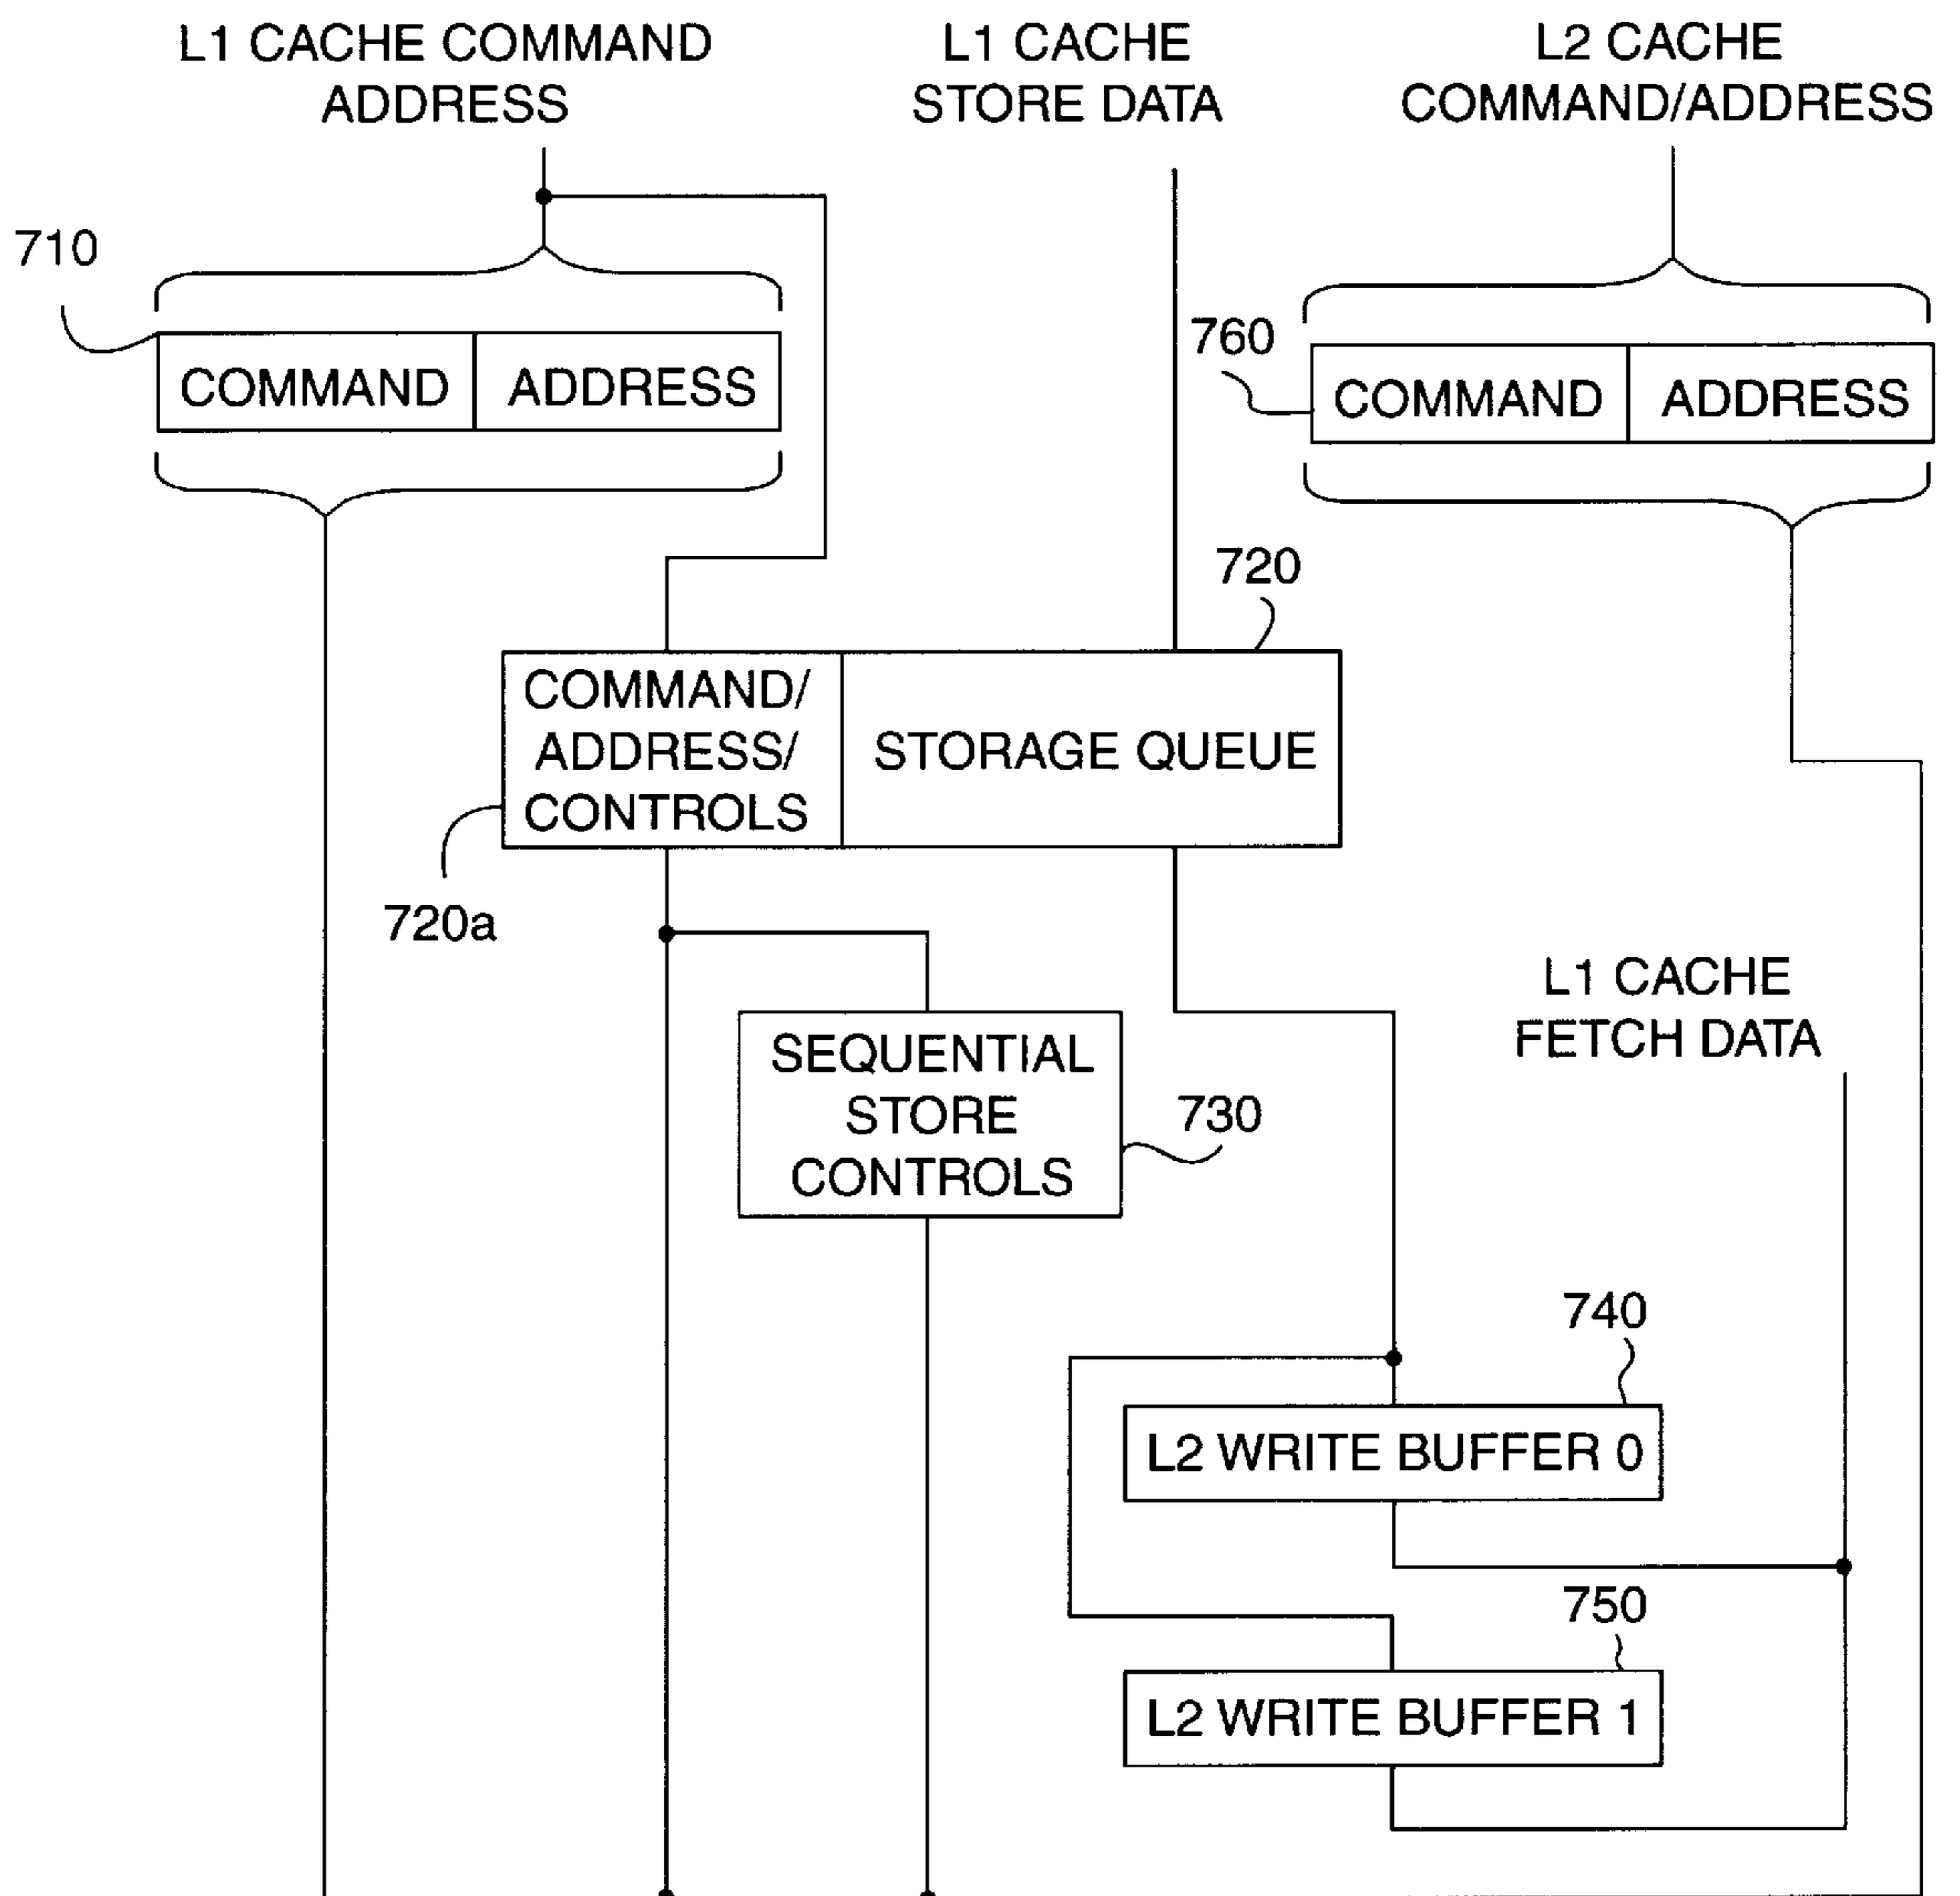 L1 CACHE COMMAND
ADDRESS
L1 CACHE
STORE DATA
L2 CACHE
COMMAND/ADDRESS
710
COMMAND
ADDRESS
760
COMMAND
ADDRESS
720
COMMAND/
ADDRESS/
CONTROLS
STORAGE QUEUE
720a
SEQUENTIAL
STORE
CONTROLS
730
L1 CACHE
FETCH DATA
740
L2 WRITE BUFFER 0
750
L2 WRITE BUFFER 1